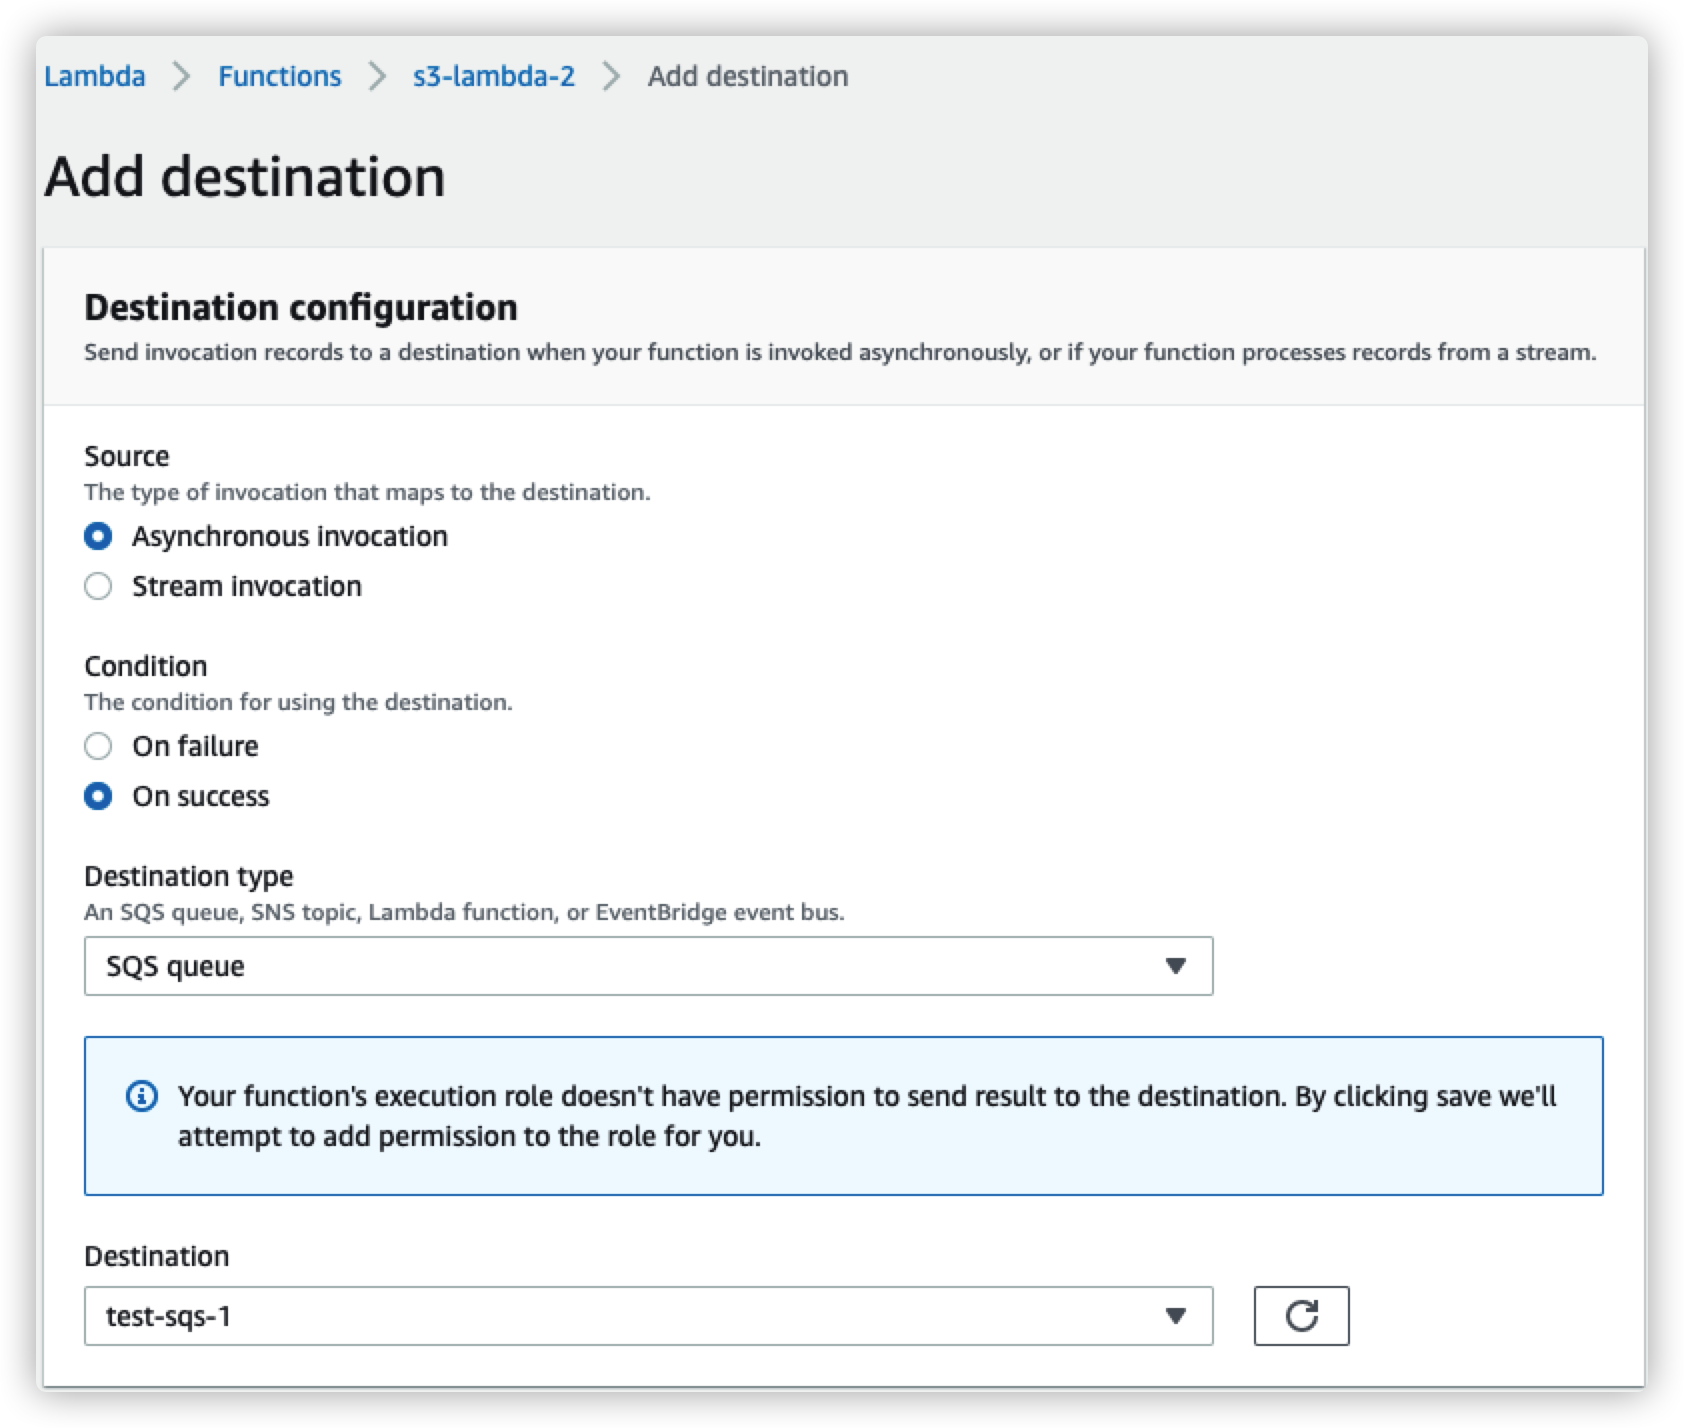 Lambda > Functions > s3-lambda-2 > Add destination
Add destination
Destination configuration
Send invocation records to a destination when your function is invoked asynchronously, or if your function processes records from a stream.
Source
The type of invocation that maps to the destination.
Asynchronous invocation
Stream invocation
Condition
The condition for using the destination.
On failure
On success
Destination type
An SQS queue, SNS topic, Lambda function, or EventBridge event bus.
SQS queue
Your function's execution role doesn't have permission to send result to the destination. By clicking save we'll
attempt to add permission to the role for you.
Destination
test-sqs-1